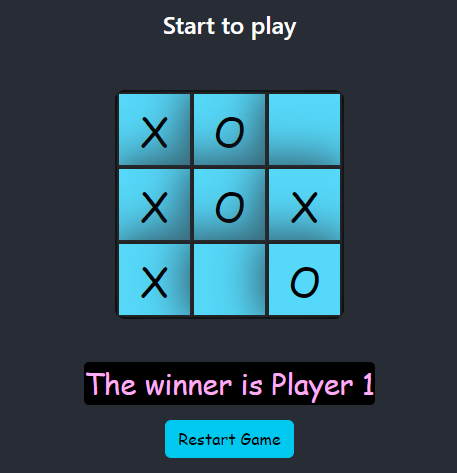 Start to play
X O
X O X
X O
The winner is Player 1
Restart Game